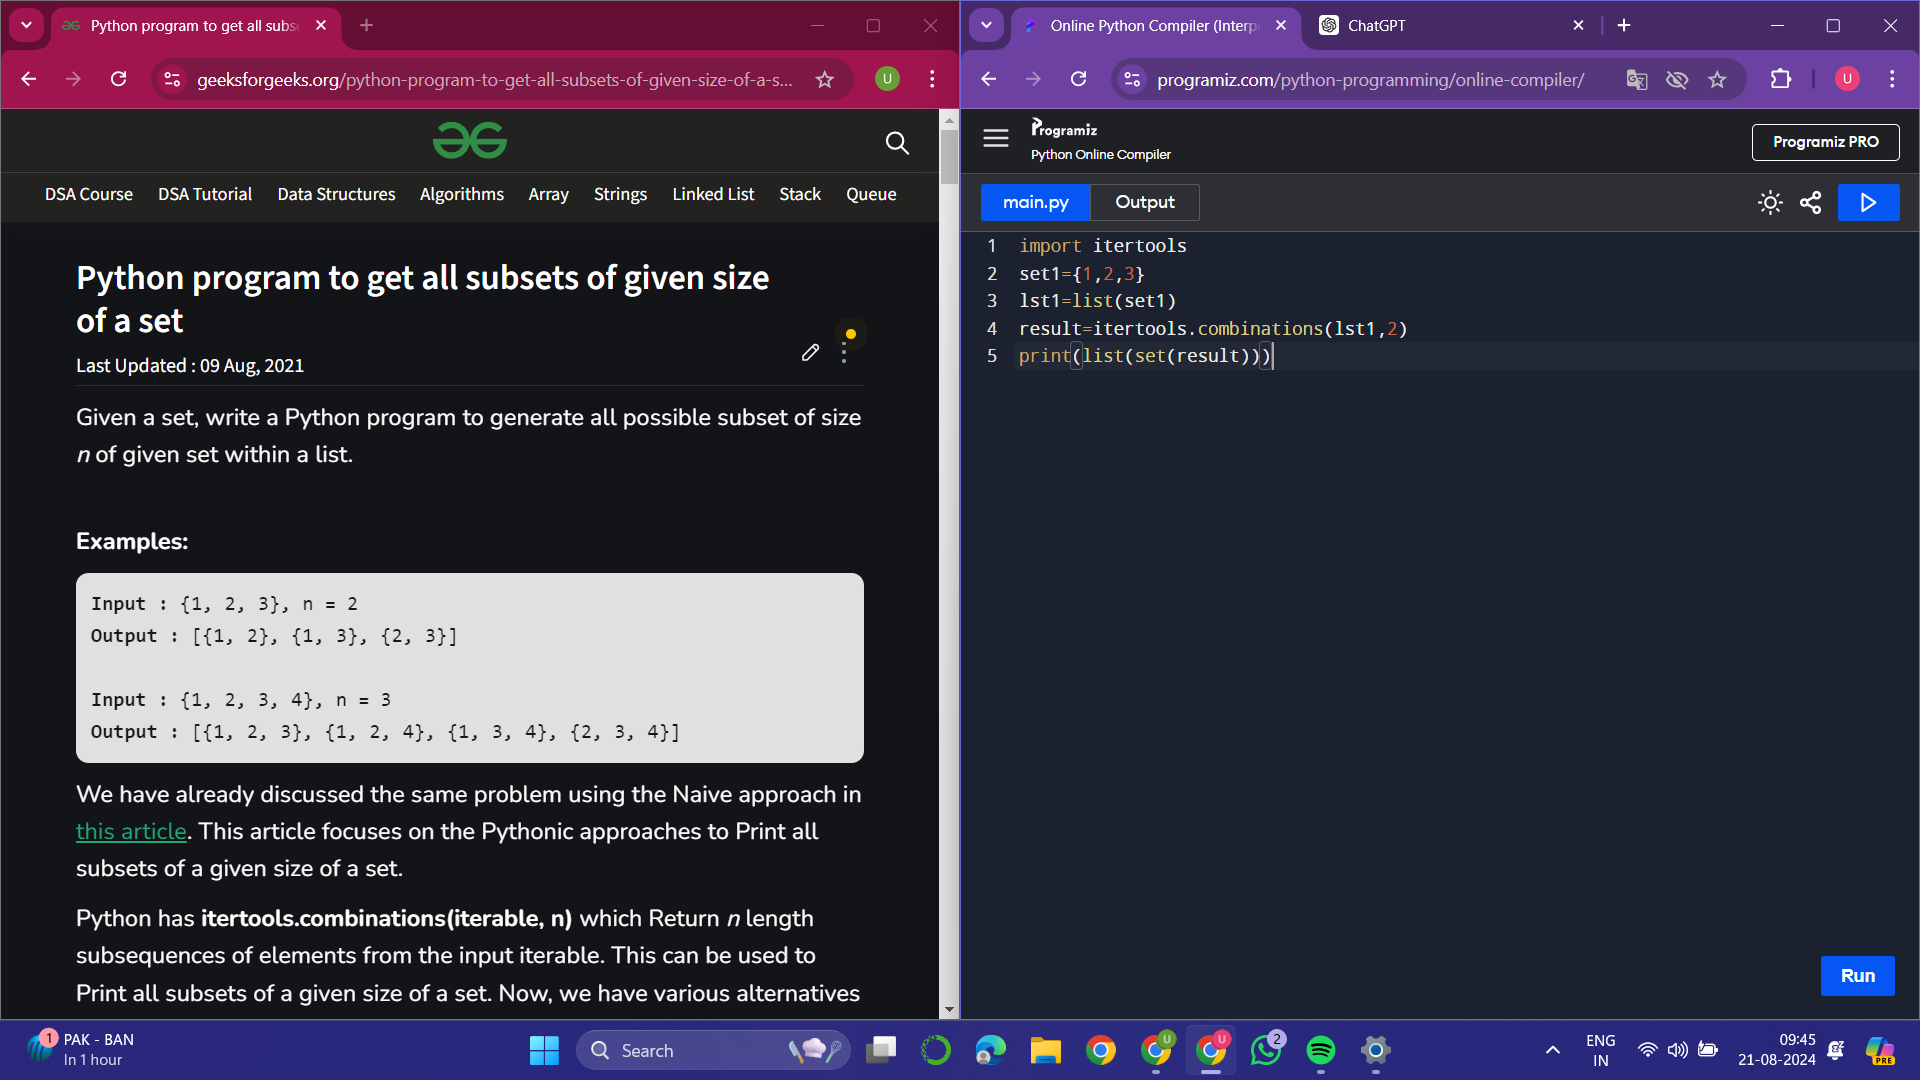 Python program to get all subs
geeksforgeeks.org/python-program-to-get-all-subsets-of-given-size-of-a-s...
U
DSA Course DSA Tutorial Data Structures Algorithms Array Strings Linked List Stack Queue
Python program to get all subsets of given size
of a set
Last Updated : 09 Aug, 2021
Given a set, write a Python program to generate all possible subset of size
n of given set within a list.
Examples:
Input : {1, 2, 3}, n = 2
Output : [{1, 2}, {1, 3}, {2, 3}]
Input : {1, 2, 3, 4}, n = 3
Output : [{1, 2, 3}, {1, 2, 4}, {1, 3, 4}, {2, 3, 4}]
We have already discussed the same problem using the Naive approach in
this article. This article focuses on the Pythonic approaches to Print all
subsets of a given size of a set.
Python has itertools.combinations(iterable, n) which Return n length
subsequences of elements from the input iterable. This can be used to
Print all subsets of a given size of a set. Now, we have various alternatives
Online Python Compiler (Interp
ChatGPT
programiz.com/python-programming/online-compiler/
U
Programiz
Python Online Compiler
Programiz PRO
main.py Output
1 import itertools
2 set1={1,2,3}
3 lst1=list(set1)
4 result=itertools.combinations(lst1,2)
5 print(list(set(result)))
Run
1
PAK - BAN
In 1 hour
Search
U
U
2
ENG
IN
09:45
21-08-2024
PRE